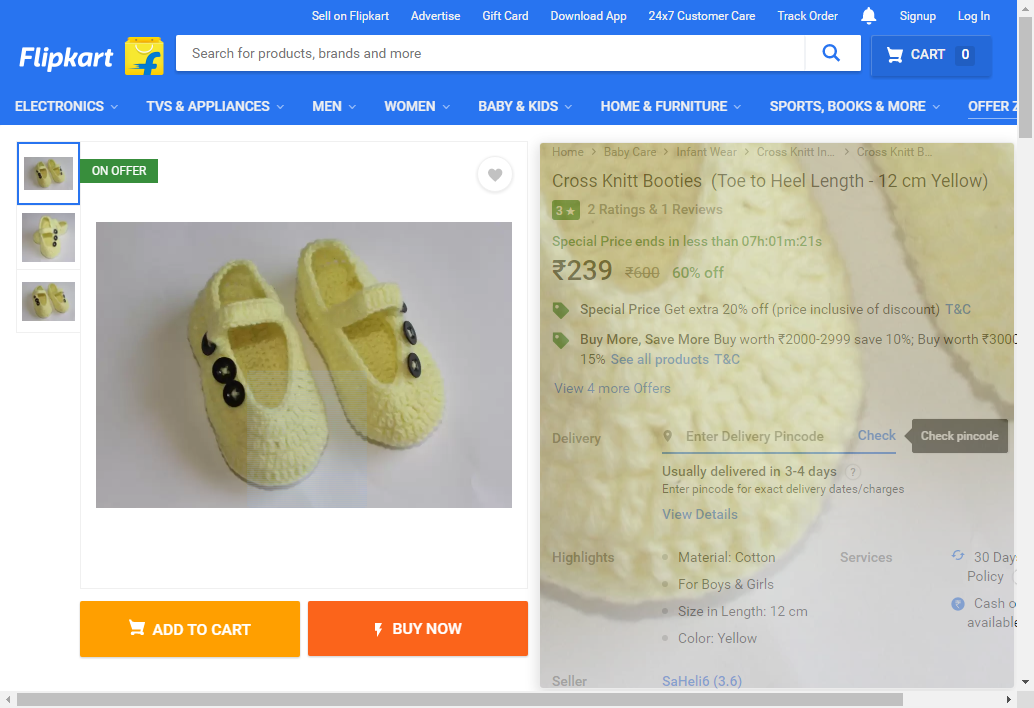 Sell on Flipkart Advertise Gift Card Download App 24x7 Customer Care Track Order Signup Log In
Flipkart
Search for products, brands and more
CART 0
ELECTRONICS TVS & APPLIANCES MEN WOMEN BABY & KIDS HOME & FURNITURE SPORTS, BOOKS & MORE OFFER Z
ON OFFER
Home Baby Care Infant Wear Cross Knitt In... Cross Knitt B...
Cross Knitt Booties (Toe to Heel Length - 12 cm Yellow)
3 ★ 2 Ratings & 1 Reviews
Special Price ends in less than 07h:01m:21s
₹239 ₹600 60% off
Special Price Get extra 20% off (price inclusive of discount) T&C
Buy More, Save More Buy worth ₹2000-2999 save 10%; Buy worth ₹3000
15% See all products T&C
View 4 more Offers
Delivery Enter Delivery Pincode Check Check pincode
Usually delivered in 3-4 days ?
Enter pincode for exact delivery dates/charges
View Details
Highlights
Material: Cotton
For Boys & Girls
Size in Length: 12 cm
Color: Yellow
Services
30 Day
Policy
Cash o
available
ADD TO CART
BUY NOW
Seller SaHeli6 (3.6)